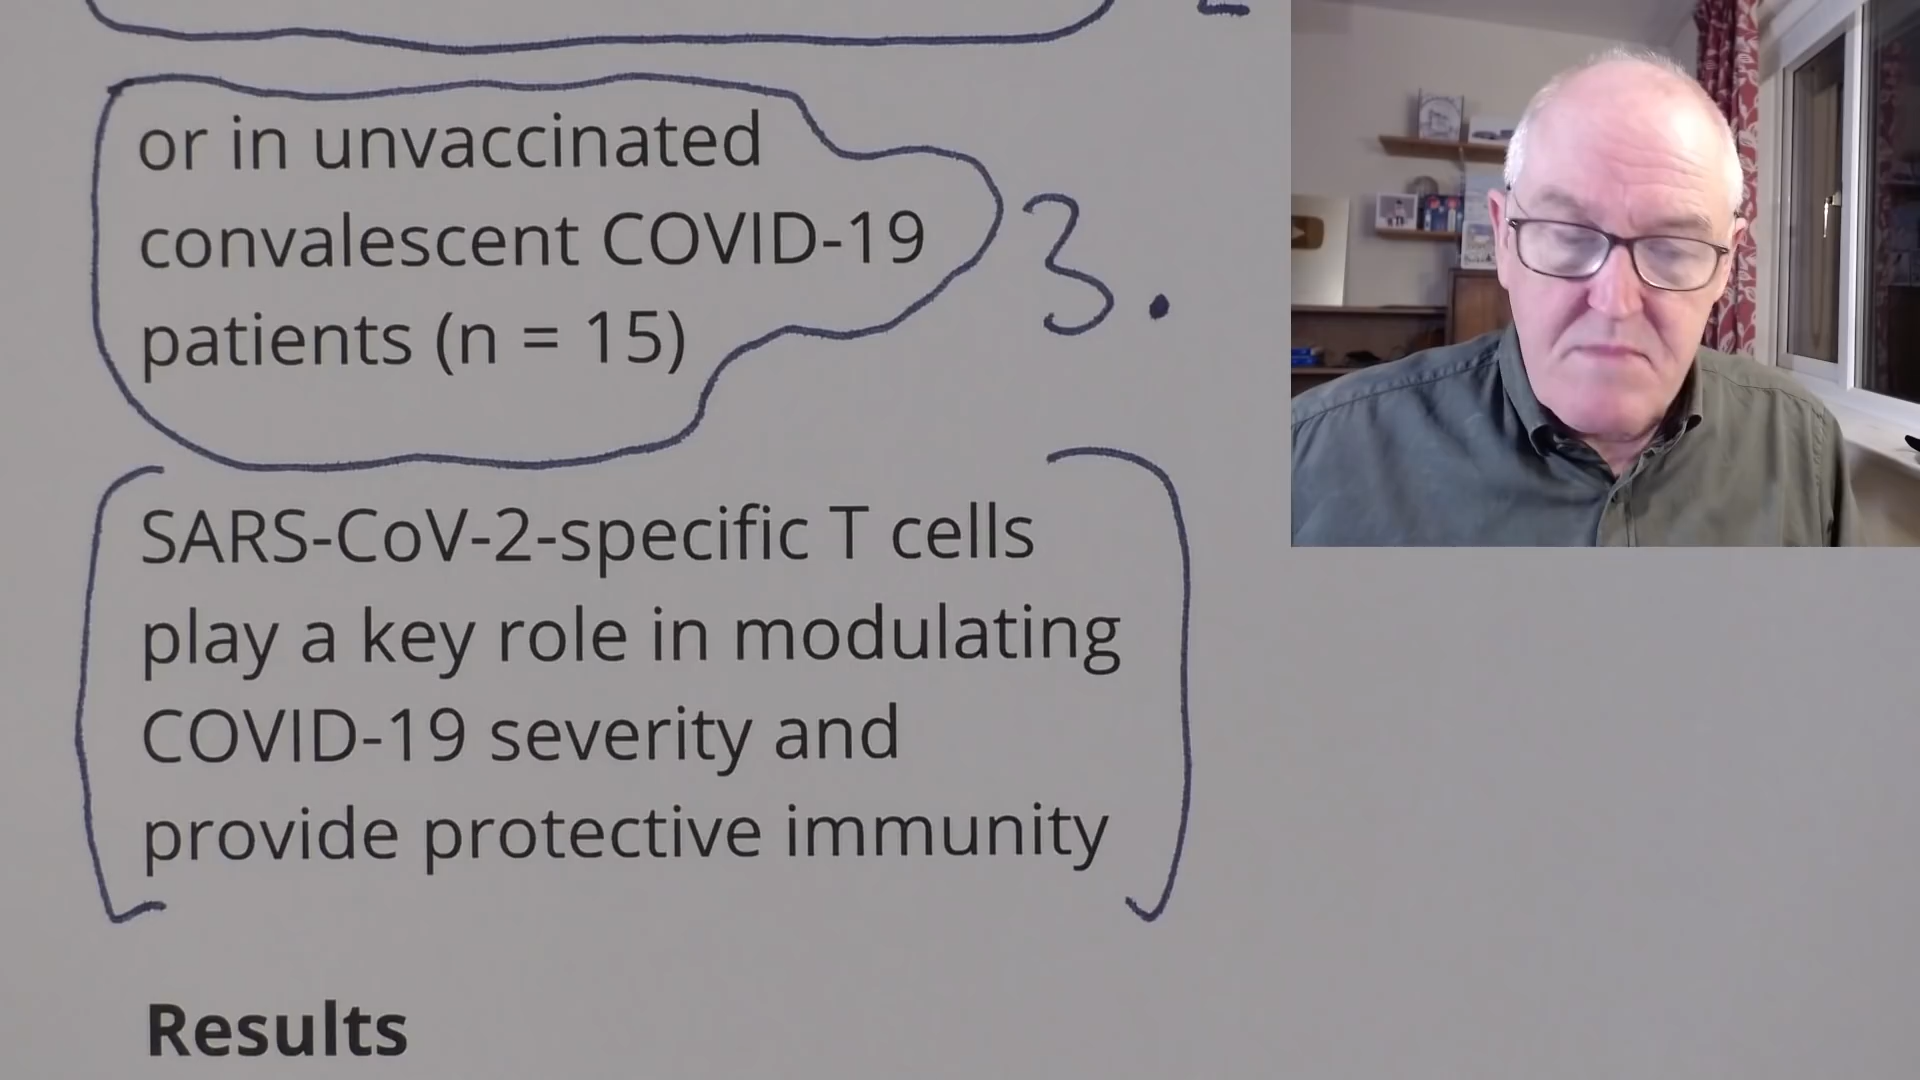 or in unvaccinated
convalescent COVID-19
patients (n = 15)
3.
SARS-CoV-2-specific T cells
play a key role in modulating
COVID-19 severity and
provide protective immunity
Results